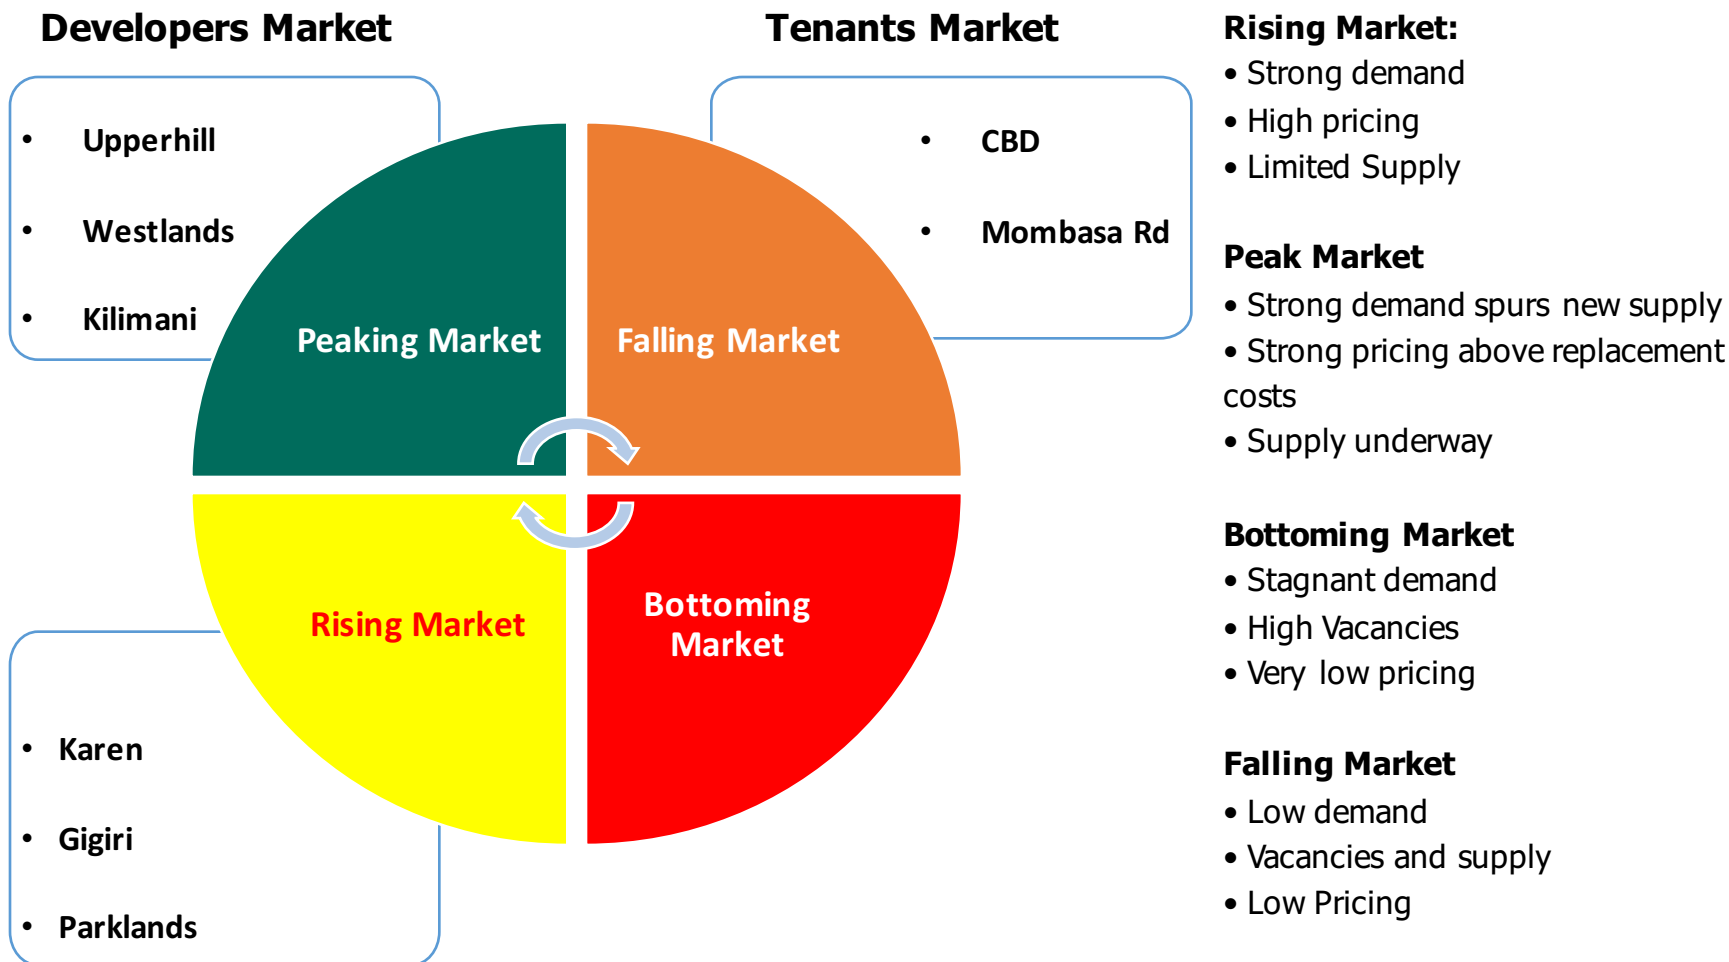 Developers Market
• Upperhill
• Westlands
• Kilimani
Tenants Market
• CBD
• Mombasa Rd
Peaking Market
Falling Market
Rising Market
Bottoming
Market
• Karen
• Gigiri
• Parklands
Rising Market:
• Strong demand
• High pricing
• Limited Supply
Peak Market
• Strong demand spurs new supply
• Strong pricing above replacement
costs
• Supply underway
Bottoming Market
• Stagnant demand
• High Vacancies
• Very low pricing
Falling Market
• Low demand
• Vacancies and supply
• Low Pricing